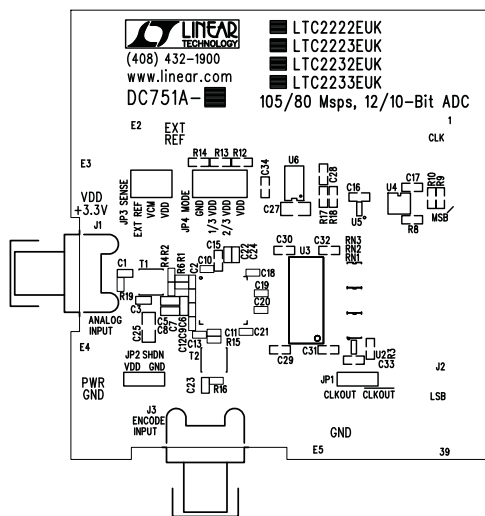 LINEAR
TECHNOLOGY
(408) 432-1900
www.linear.com
DC751A-
LTC2222EUK
LTC2223EUK
LTC2232EUK
LTC2233EUK
105/80 Msps, 12/10-Bit ADC
E2
EXT
REF
1
CLK
E3
R14
R13
R12
C34
U6
C28
C16
U4
C17
R10
R9
VDD
+3.3V
JP3 SENSE
EXT REF
VCM
VDD
JP4 MODE
GND
1/3 VDD
2/3 VDD
VDD
C27
R17
R18
U5
MSB
R8
J1
C1
T1
R4
R2
R6
R1
C2
C10
C15
C22
C24
C18
C30
U3
C32
RN3
RN2
RN1
R19
C3
C19
C20
ANALOG
INPUT
C25
C8
C5
C7
C12
C9
C6
C13
C11
R15
C21
E4
JP2
SHDN
VDD
GND
T2
C29
C31
U2
R3
C33
J2
PWR
GND
C23
R16
JP1
CLKOUT
CLKOUT
LSB
J3
ENCODE
INPUT
GND
E5
39